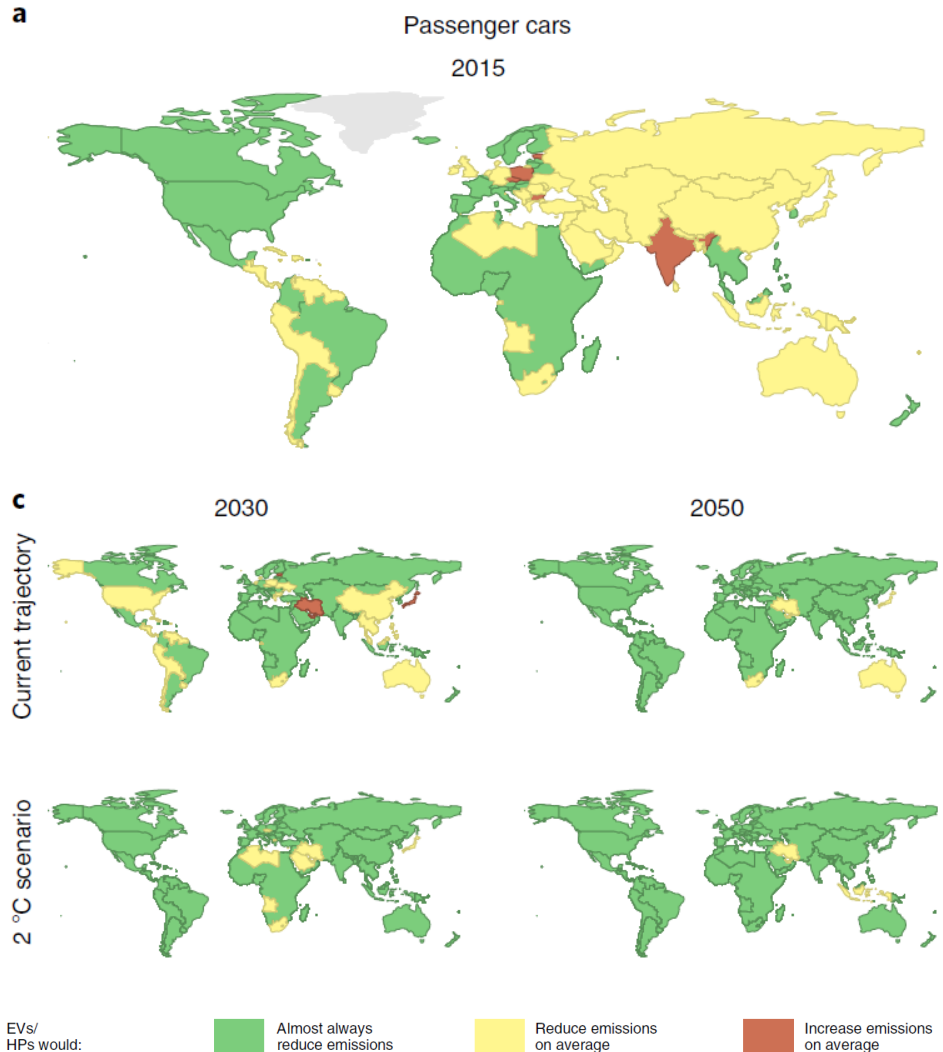 a
Passenger cars
2015
c
2030
2050
Current trajectory
2 °C scenario
EVs/
HPs would:
Almost always
reduce emissions
Reduce emissions
on average
Increase emissions
on average